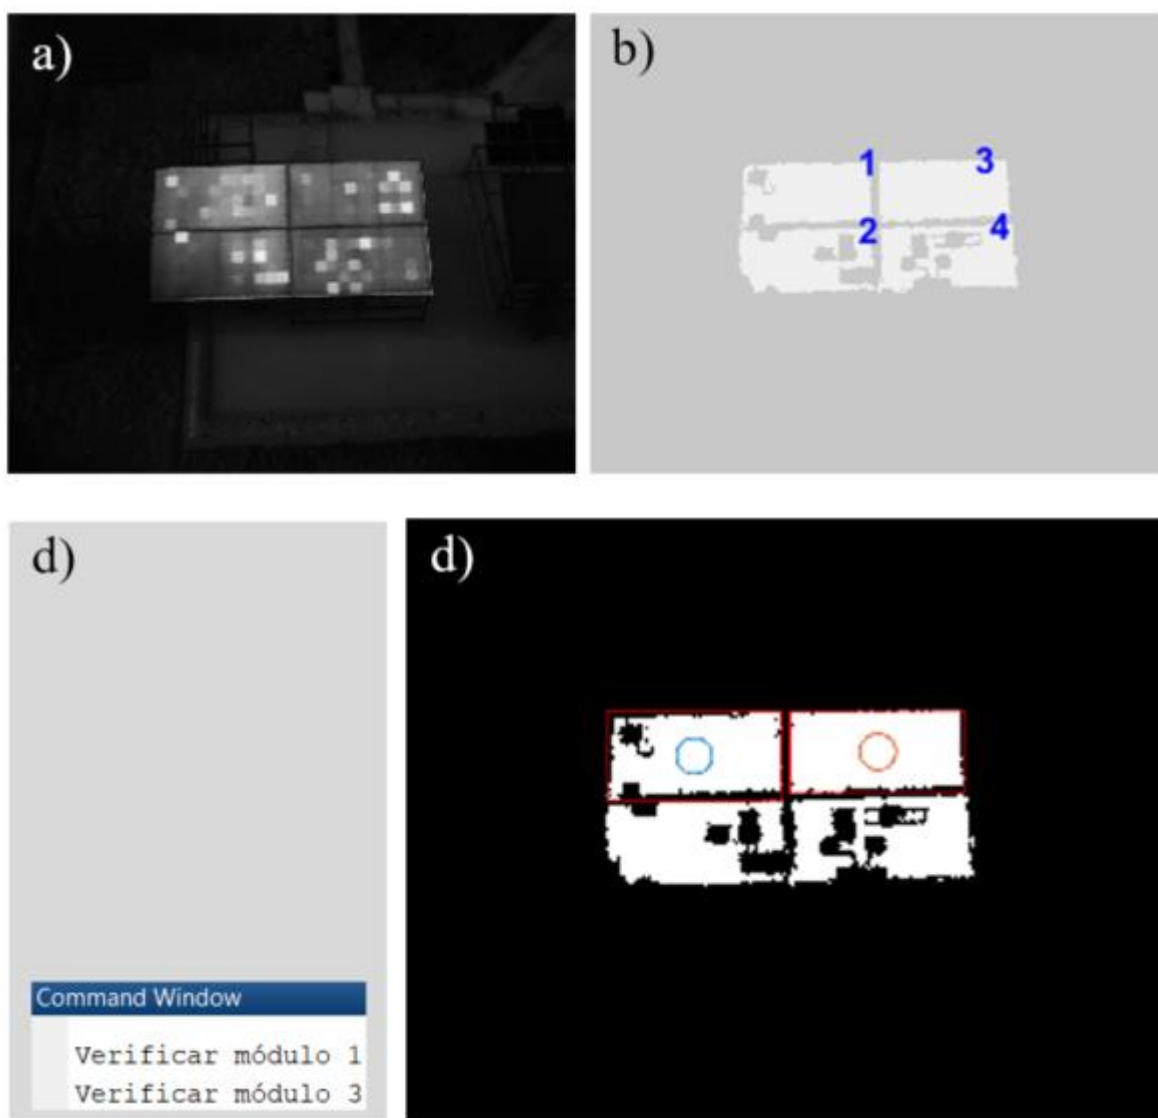 a)
b)
1
3
2
4
d)
d)
Command Window
Verificar módulo 1
Verificar módulo 3